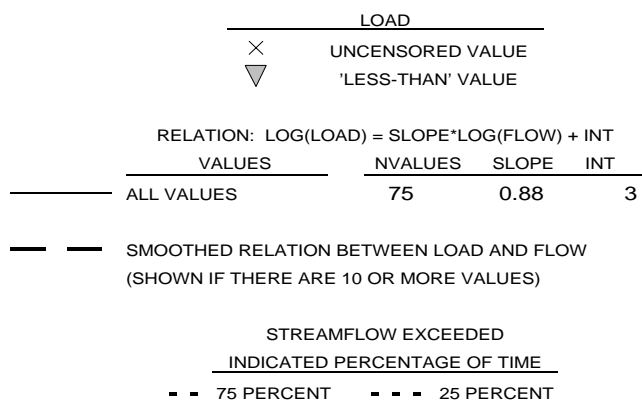 LOAD
UNCENSORED VALUE
'LESS-THAN' VALUE
RELATION: LOG(LOAD) = SLOPE*LOG(FLOW) + INT
VALUES NVALUES SLOPE INT
ALL VALUES 75 0.88 3
SMOOTHED RELATION BETWEEN LOAD AND FLOW
(SHOWN IF THERE ARE 10 OR MORE VALUES)
STREAMFLOW EXCEEDED
INDICATED PERCENTAGE OF TIME
75 PERCENT 25 PERCENT